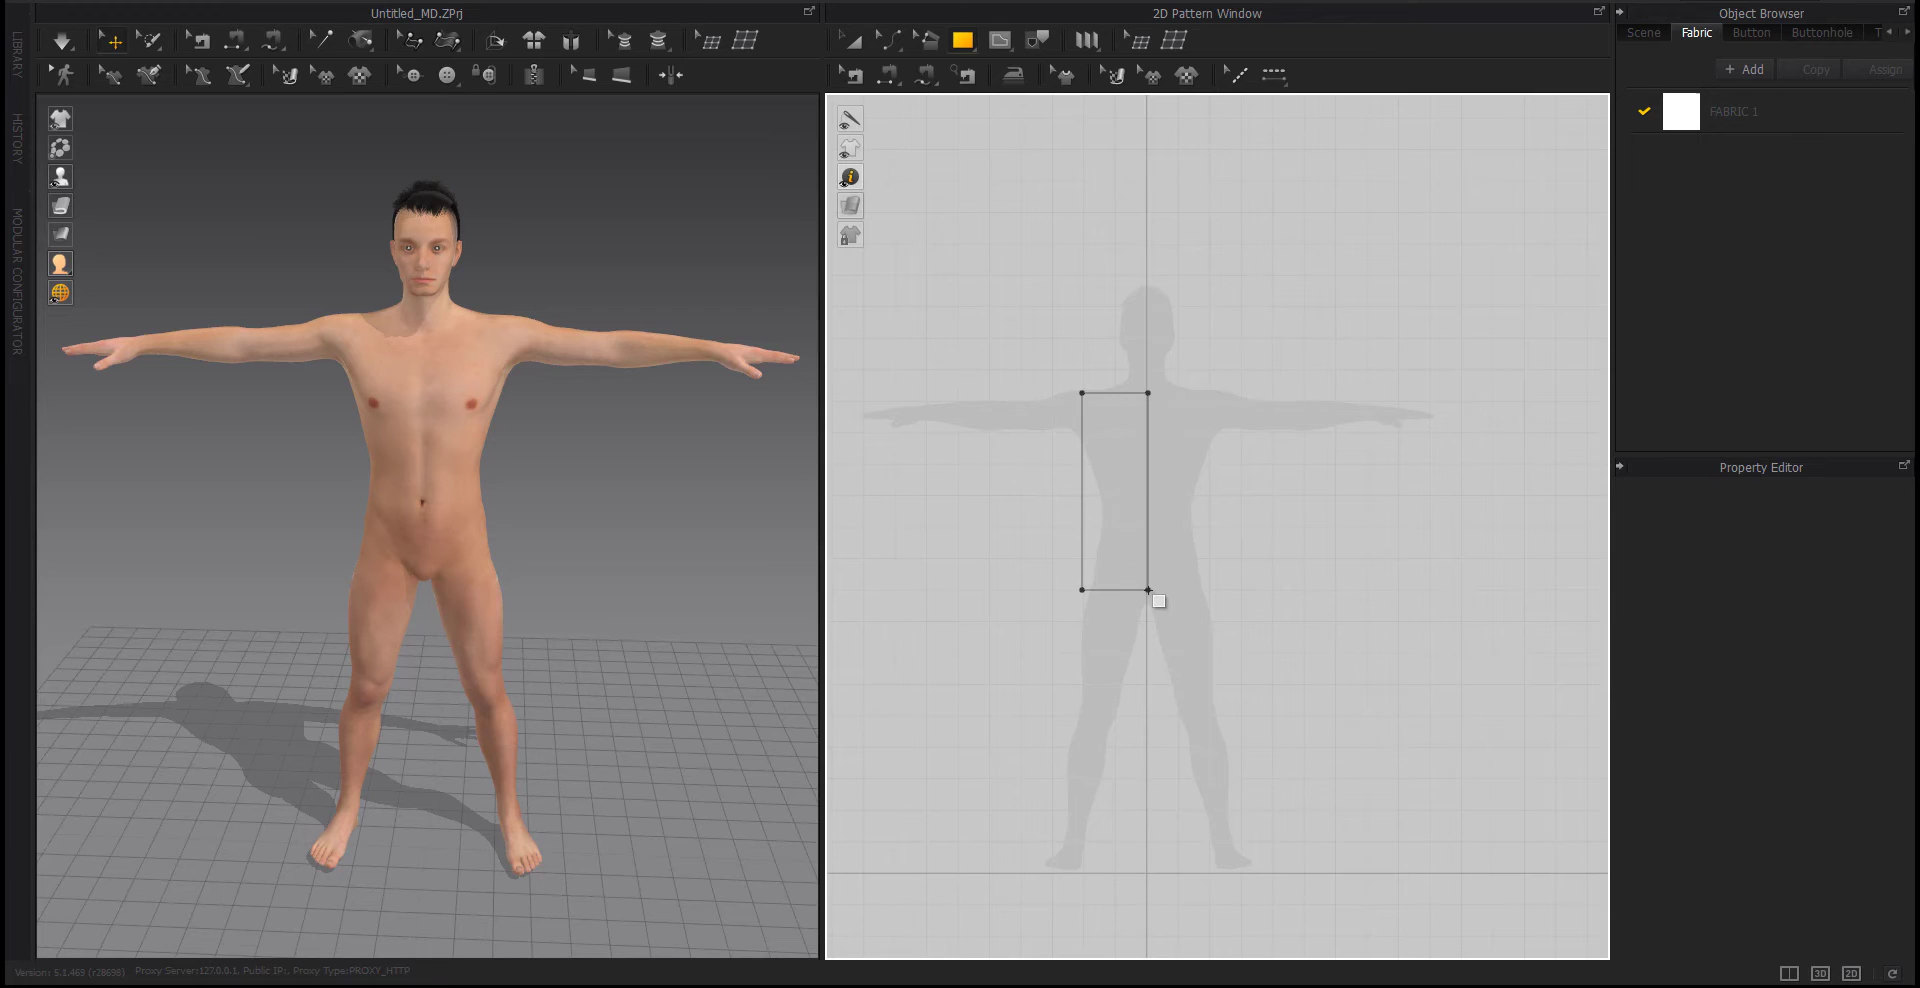 Untitled_MD.ZPrj
2D Pattern Window
Object Browser
Scene
Fabric
Button
Buttonhole
T
+ Add
Copy
Assign
FABRIC 1
Property Editor
LIBRARY
HISTORY
MODULAR CONFIGURATOR
Version: 5.1.469 (r28698)
Proxy Server:127.0.0.1, Public IP:, Proxy Type:PROXY_HTTP
3D
2D